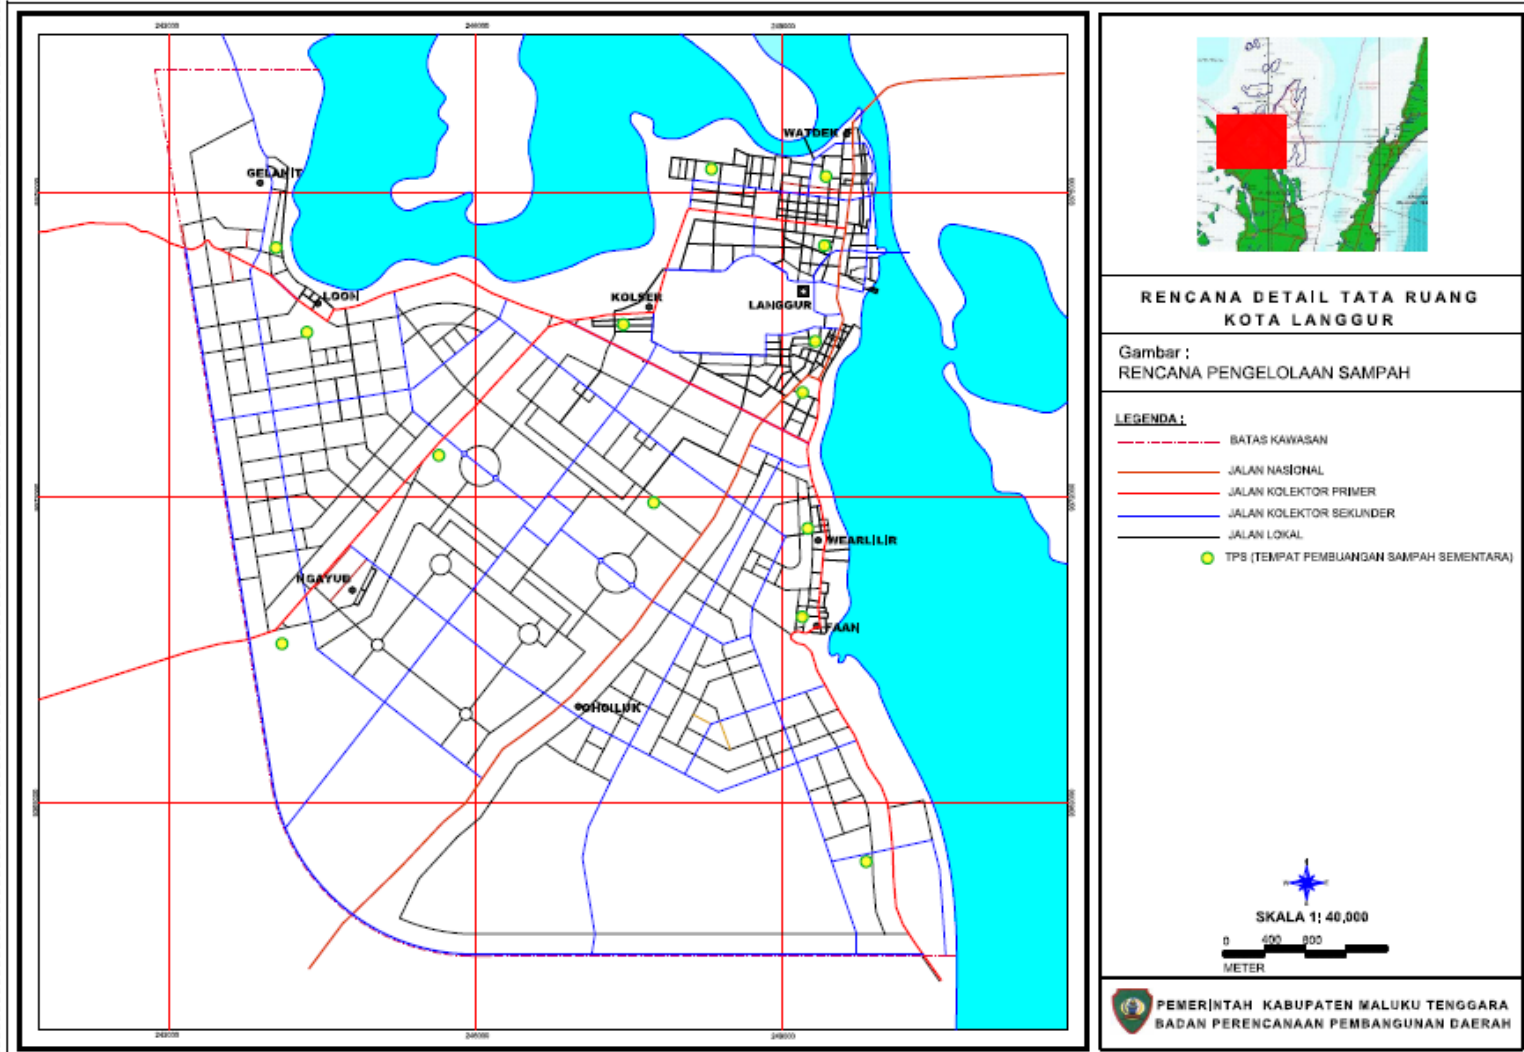 WATDEK
GELANIT
LOON
KOLSER
LANGGUR
WEARLILIR
NGAYUB
FAAN
OHOILUK
RENCANA DETAIL TATA RUANG
KOTA LANGGUR
Gambar :
RENCANA PENGELOLAAN SAMPAH
LEGENDA :
BATAS KAWASAN
JALAN NASIONAL
JALAN KOLEKTOR PRIMER
JALAN KOLEKTOR SEKUNDER
JALAN LOKAL
TPS (TEMPAT PEMBUANGAN SAMPAH SEMENTARA)
SKALA 1: 40,000
0 400 800
METER
PEMERINTAH KABUPATEN MALUKU TENGGARA
BADAN PERENCANAAN PEMBANGUNAN DAERAH